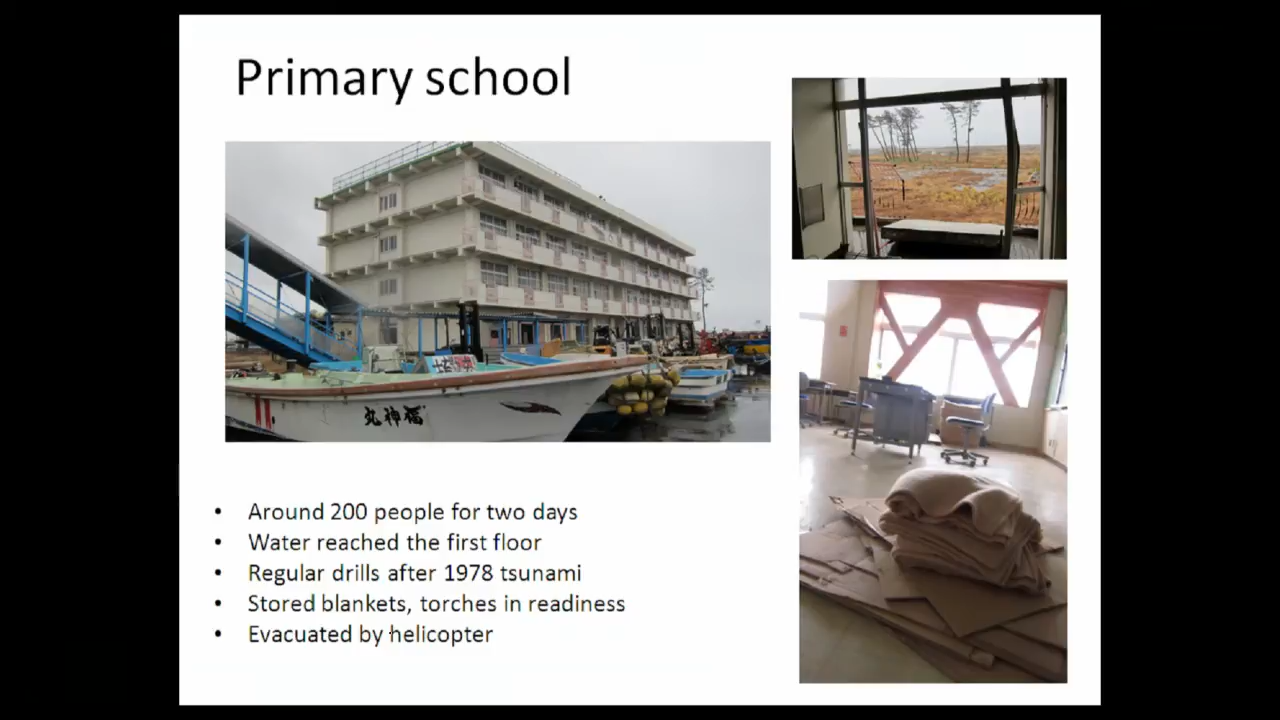 Primary school
丸神福
• Around 200 people for two days
• Water reached the first floor
• Regular drills after 1978 tsunami
• Stored blankets, torches in readiness
• Evacuated by helicopter